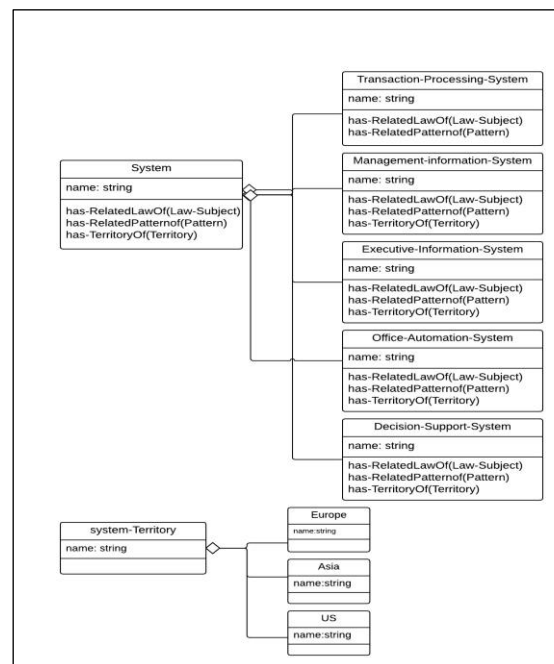 Transaction-Processing-System
name: string
has-RelatedLawOf(Law-Subject)
has-RelatedPatternof(Pattern)
System
name: string
has-RelatedLawOf(Law-Subject)
has-RelatedPatternof(Pattern)
has-TerritoryOf(Territory)
Management-information-System
name: string
has-RelatedLawOf(Law-Subject)
has-RelatedPatternof(Pattern)
has-TerritoryOf(Territory)
Executive-Information-System
name: string
has-RelatedLawOf(Law-Subject)
has-RelatedPatternof(Pattern)
has-TerritoryOf(Territory)
Office-Automation-System
name: string
has-RelatedLawOf(Law-Subject)
has-RelatedPatternof(Pattern)
has-TerritoryOf(Territory)
Decision-Support-System
name: string
has-RelatedLawOf(Law-Subject)
has-RelatedPatternof(Pattern)
has-TerritoryOf(Territory)
system-Territory
name: string
Europe
name:string
Asia
name:string
US
name:string